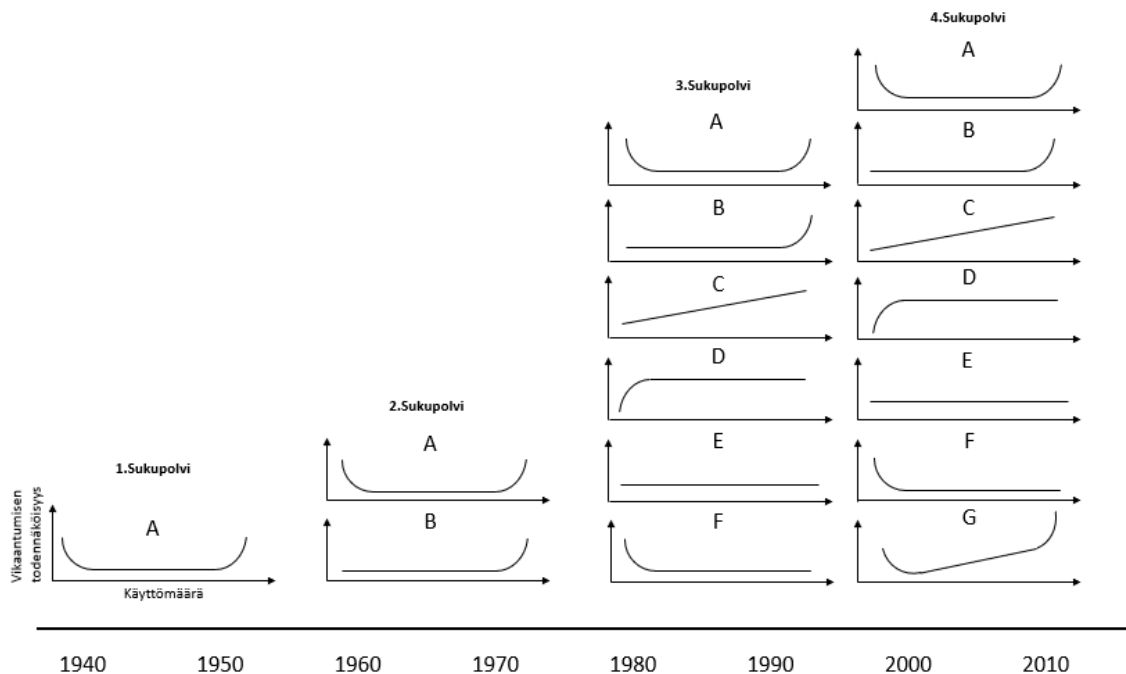 4.Sukupolvi
A
B
C
D
E
F
G
3.Sukupolvi
A
B
C
D
E
F
2.Sukupolvi
A
B
1.Sukupolvi
A
Vikaantumisen
todennäköisyys
Käyttömäärä
1940 1950 1960 1970 1980 1990 2000 2010